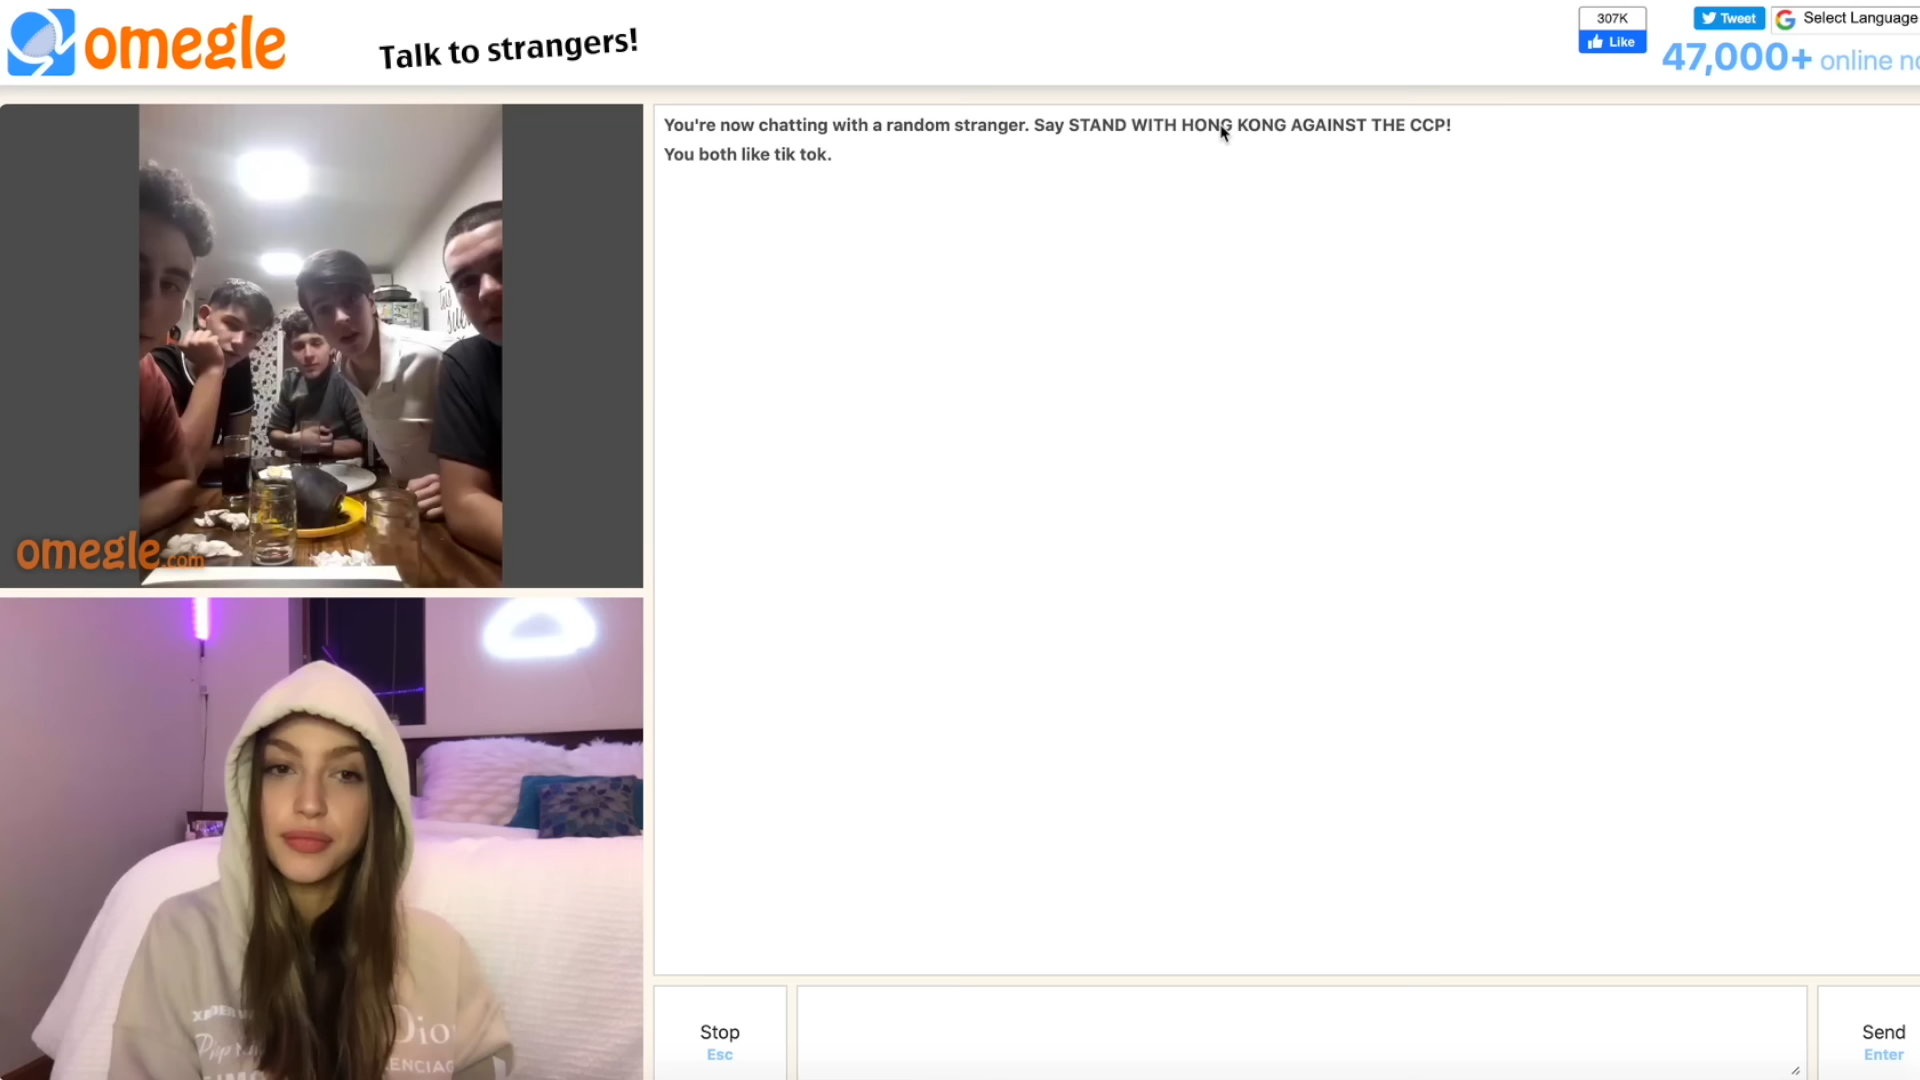 omegle
Talk to strangers!
307K
Like
Tweet
Select Language
47,000+ online no
You're now chatting with a random stranger. Say STAND WITH HONG KONG AGAINST THE CCP!
You both like tik tok.
omegle.com
Dior
Stop
Esc
Send
Enter